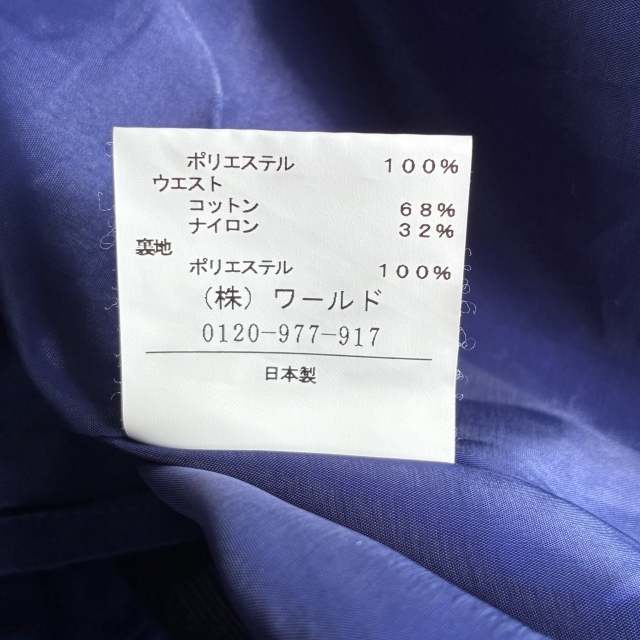 ポリエステル 100%
ウエスト
コットン 68%
ナイロン 32%
裏地
ポリエステル 100%
(株) ワールド
0120-977-917
日本製